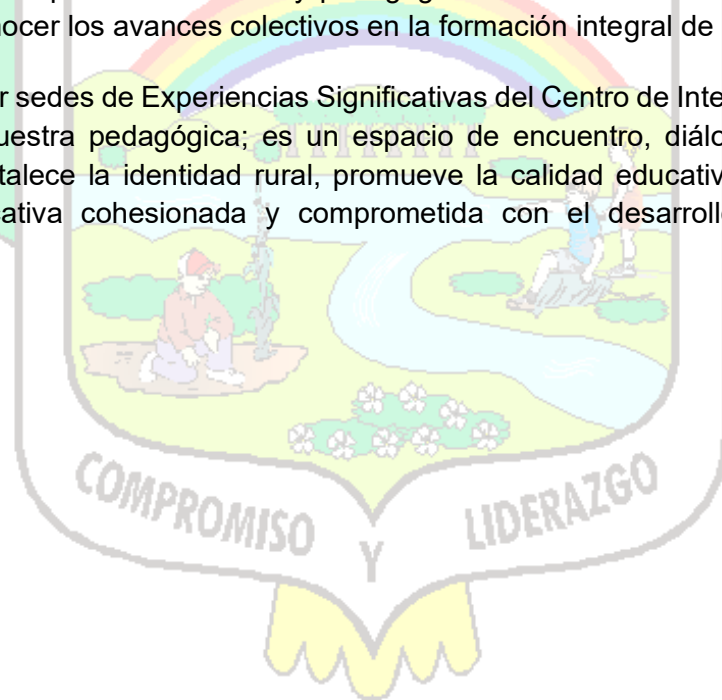 ocer los avances colectivos en la formación integral de
r sedes de Experiencias Significativas del Centro de Inte
uestra pedagógica; es un espacio de encuentro, diálo
talece la identidad rural, promueve la calidad educativ
ativa cohesionada y comprometida con el desarroll
COMPROMISO Y LIDERAZGO